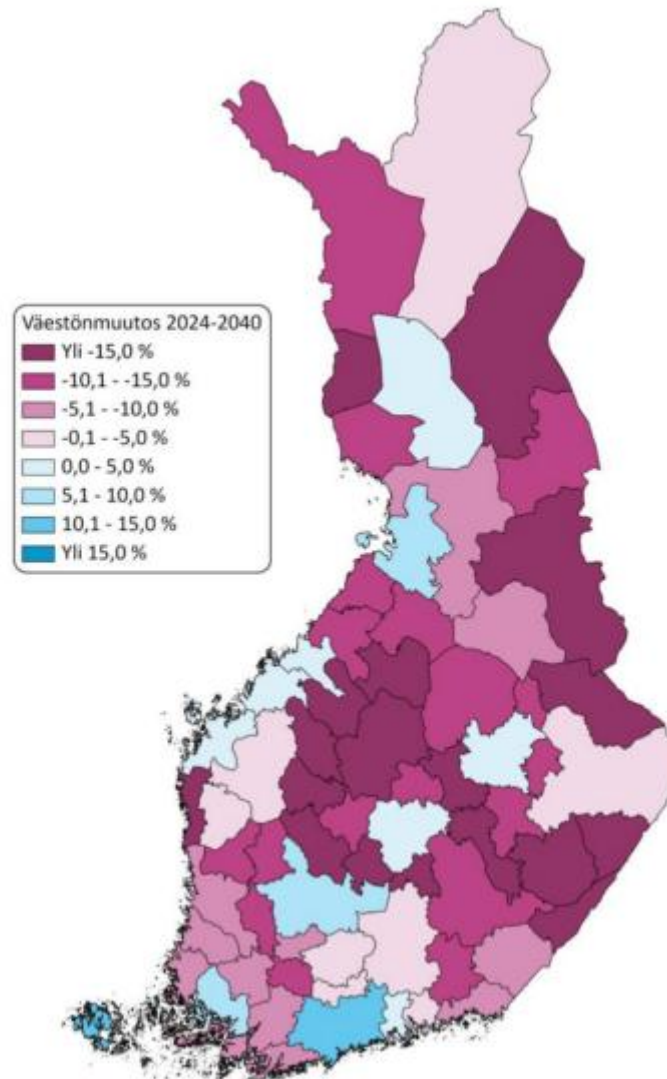 Väestönmuutos 2024-2040
Yli -15,0 %
-10,1 - -15,0 %
-5,1 - -10,0 %
-0,1 - -5,0 %
0,0 - 5,0 %
5,1 - 10,0 %
10,1 - 15,0 %
Yli 15,0 %